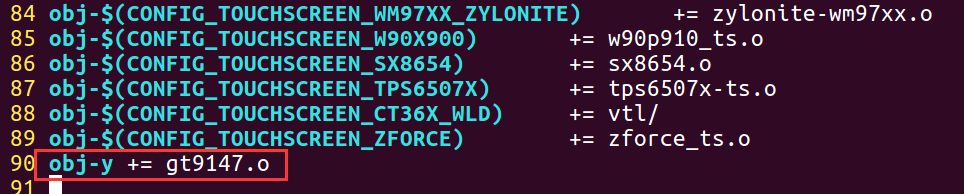 84 obj-$(CONFIG_TOUCHSCREEN_WM97XX_ZYLONITE) += zylonite-wm97xx.o
85 obj-$(CONFIG_TOUCHSCREEN_W90X900) += w90p910_ts.o
86 obj-$(CONFIG_TOUCHSCREEN_SX8654) += sx8654.o
87 obj-$(CONFIG_TOUCHSCREEN_TPS6507X) += tps6507x-ts.o
88 obj-$(CONFIG_TOUCHSCREEN_CT36X_WLD) += vtl/
89 obj-$(CONFIG_TOUCHSCREEN_ZFORCE) += zforce_ts.o
90 obj-y += gt9147.o
91